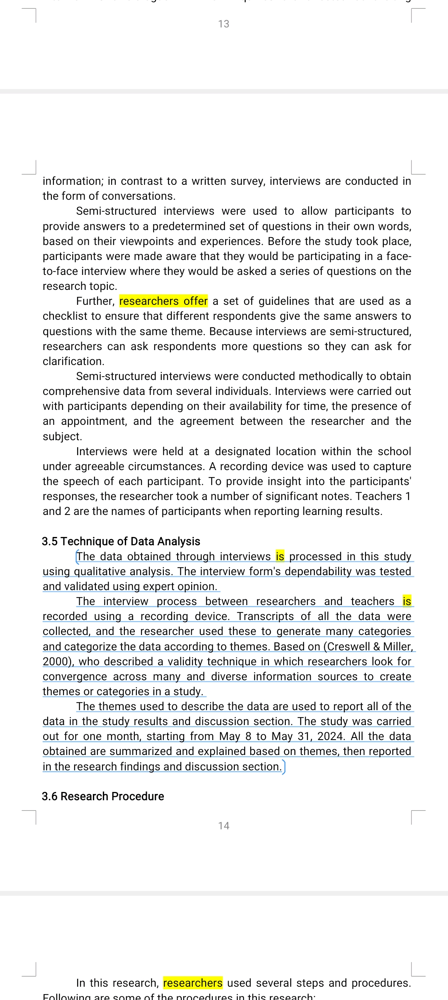 13
information; in contrast to a written survey, interviews are conducted in
the form of conversations.
Semi-structured interviews were used to allow participants to
provide answers to a predetermined set of questions in their own words,
based on their viewpoints and experiences. Before the study took place,
participants were made aware that they would be participating in a face-
to-face interview where they would be asked a series of questions on the
research topic.
Further, researchers offer a set of guidelines that are used as a
checklist to ensure that different respondents give the same answers to
questions with the same theme. Because interviews are semi-structured,
researchers can ask respondents more questions so they can ask for
clarification.
Semi-structured interviews were conducted methodically to obtain
comprehensive data from several individuals. Interviews were carried out
with participants depending on their availability for time, the presence of
an appointment, and the agreement between the researcher and the
subject.
Interviews were held at a designated location within the school
under agreeable circumstances. A recording device was used to capture
the speech of each participant. To provide insight into the participants'
responses, the researcher took a number of significant notes. Teachers 1
and 2 are the names of participants when reporting learning results.
3.5 Technique of Data Analysis
The data obtained through interviews is processed in this study
using qualitative analysis. The interview form's dependability was tested
and validated using expert opinion.
The interview process between researchers and teachers is
recorded using a recording device. Transcripts of all the data were
collected, and the researcher used these to generate many categories
and categorize the data according to themes. Based on (Creswell & Miller,
2000), who described a validity technique in which researchers look for
convergence across many and diverse information sources to create
themes or categories in a study.
The themes used to describe the data are used to report all of the
data in the study results and discussion section. The study was carried
out for one month, starting from May 8 to May 31, 2024. All the data
obtained are summarized and explained based on themes, then reported
in the research findings and discussion section.
3.6 Research Procedure
14
In this research, researchers used several steps and procedures.
Following are some of the procedures in this research: